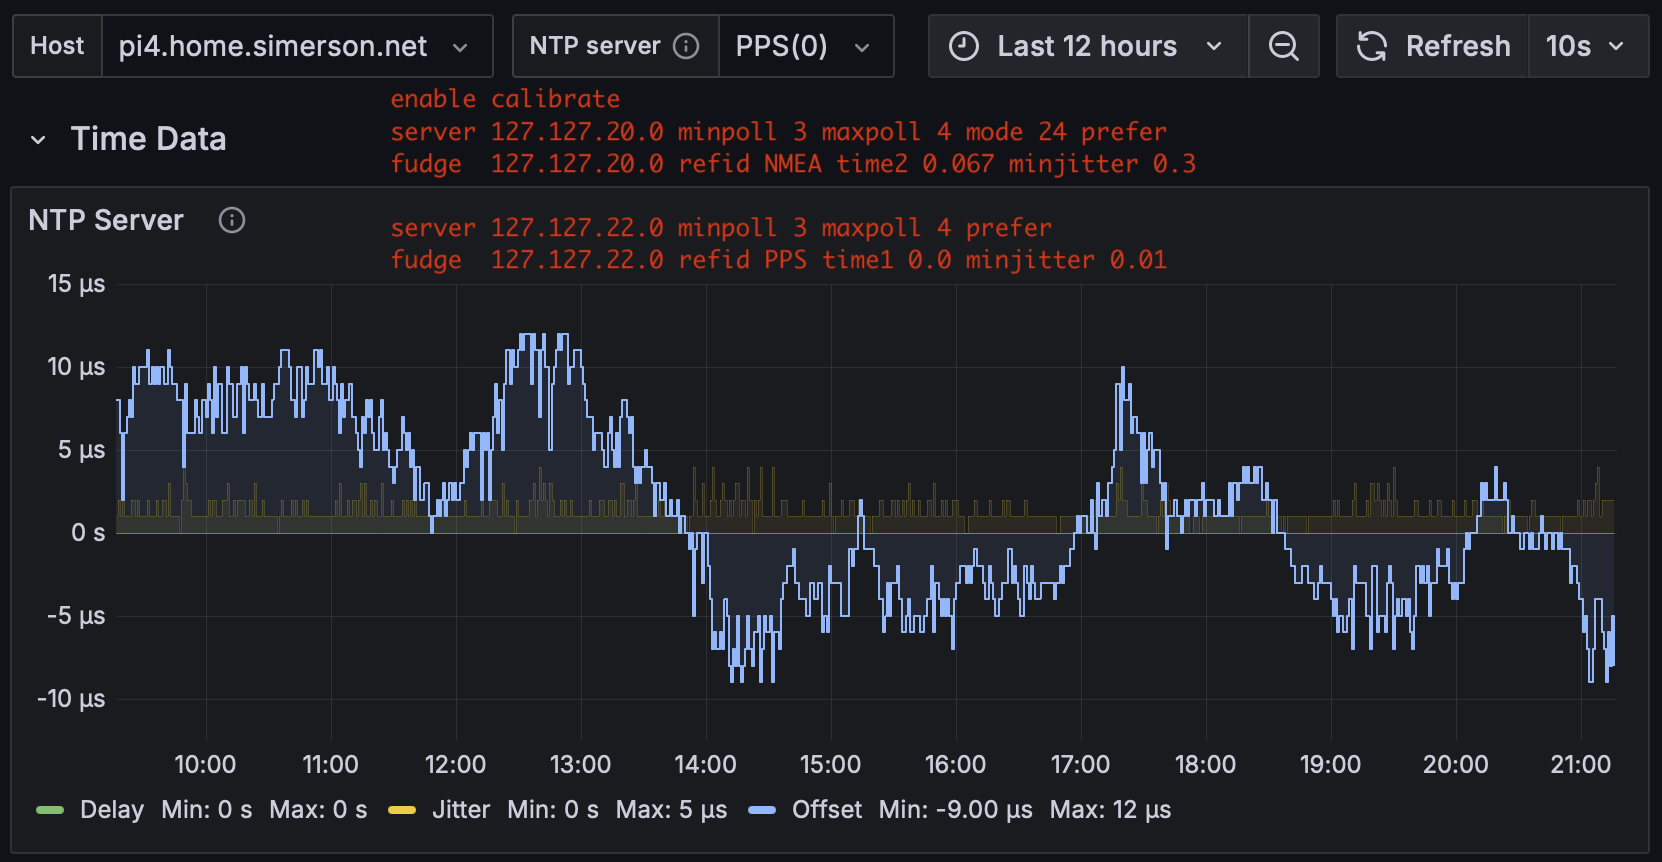 Host pi4.home.simerson.net NTP server PPS(0) Last 12 hours Refresh 10s
enable calibrate
server 127.127.20.0 minpoll 3 maxpoll 4 mode 24 prefer
Time Data
fudge  127.127.20.0 refid NMEA time2 0.067 minjitter 0.3
NTP Server
server 127.127.22.0 minpoll 3 maxpoll 4 prefer
fudge  127.127.22.0 refid PPS time1 0.0 minjitter 0.01
15 µs
10 µs
5 µs
0 s
-5 µs
-10 µs
10:00 11:00 12:00 13:00 14:00 15:00 16:00 17:00 18:00 19:00 20:00 21:00
Delay Min: 0 s Max: 0 s Jitter Min: 0 s Max: 5 µs Offset Min: -9.00 µs Max: 12 µs